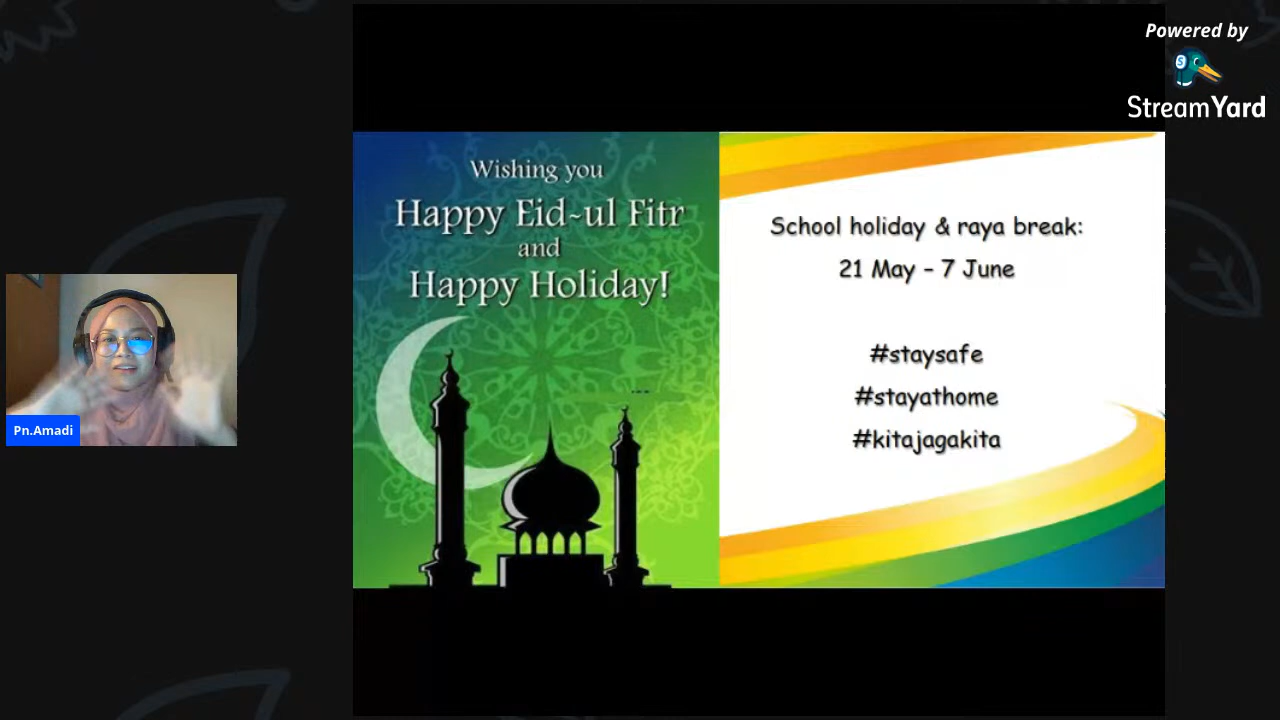 Powered by
StreamYard
Wishing you
Happy Eid-ul Fitr
and
Happy Holiday!
School holiday & raya break:
21 May - 7 June
#staysafe
#stayathome
#kitajagakita
Pn.Amadi